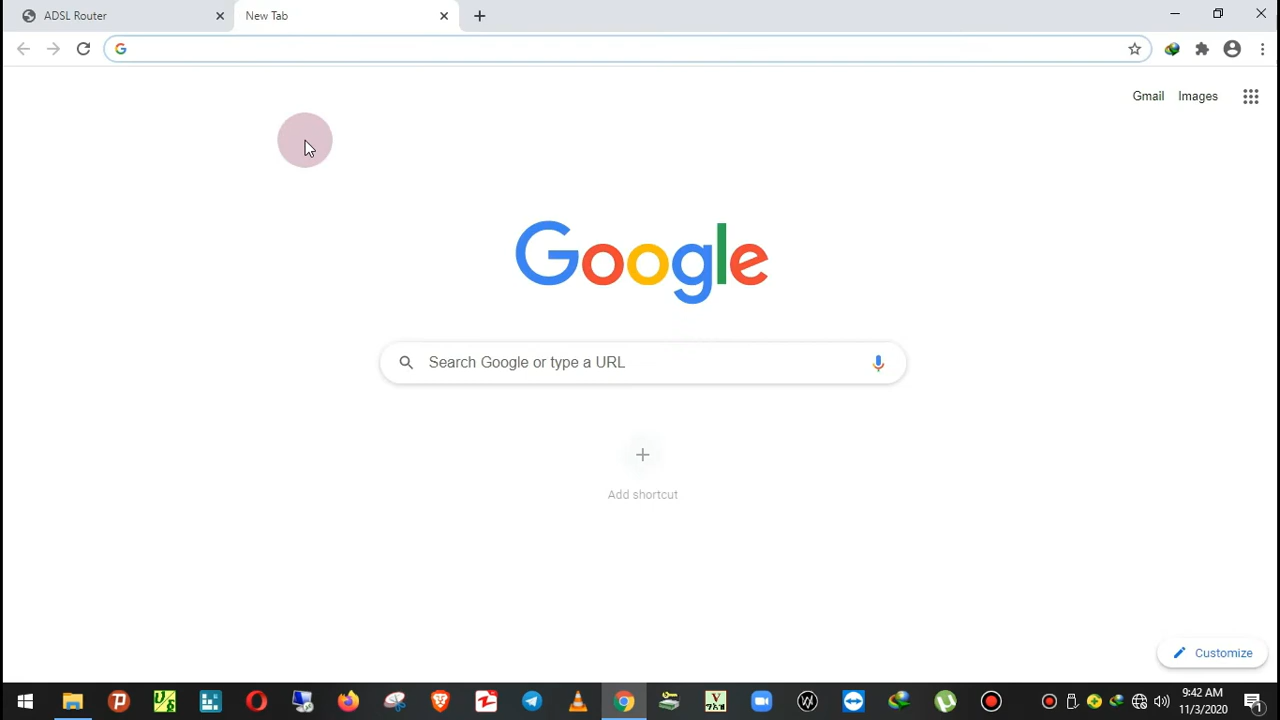 ADSL Router
New Tab
Gmail Images
Google
Search Google or type a URL
Add shortcut
Customize
9:42 AM
11/3/2020
1